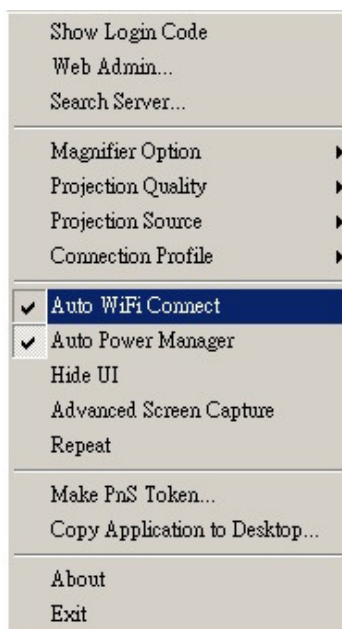 Show Login Code
Web Admin...
Search Server...
Magnifier Option
Projection Quality
Projection Source
Connection Profile
Auto WiFi Connect
Auto Power Manager
Hide UI
Advanced Screen Capture
Repeat
Make PnS Token...
Copy Application to Desktop...
About
Exit